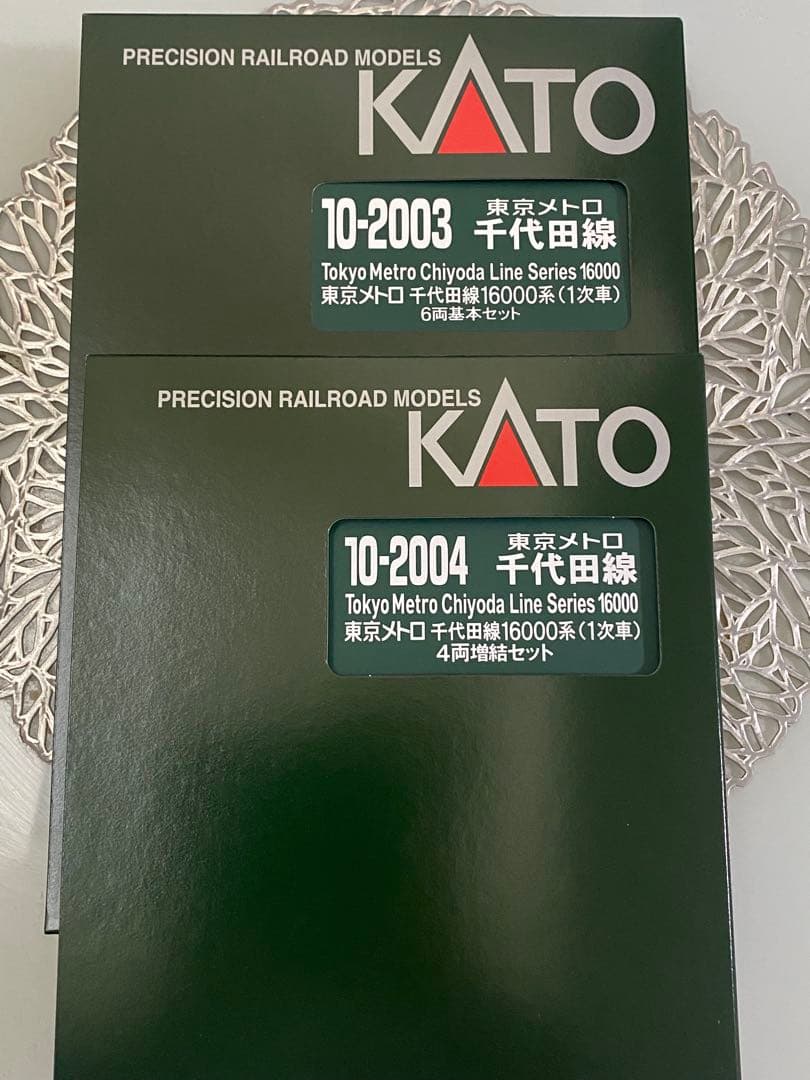 PRECISION RAILROAD MODELS
KATO
10-2003 東京メトロ
千代田線
Tokyo Metro Chiyoda Line Series 16000
東京メトロ 千代田線16000系(1次車)
6両基本セット
PRECISION RAILROAD MODELS
KATO
10-2004 東京メトロ
千代田線
Tokyo Metro Chiyoda Line Series 16000
東京メトロ 千代田線16000系(1次車)
4両増結セット